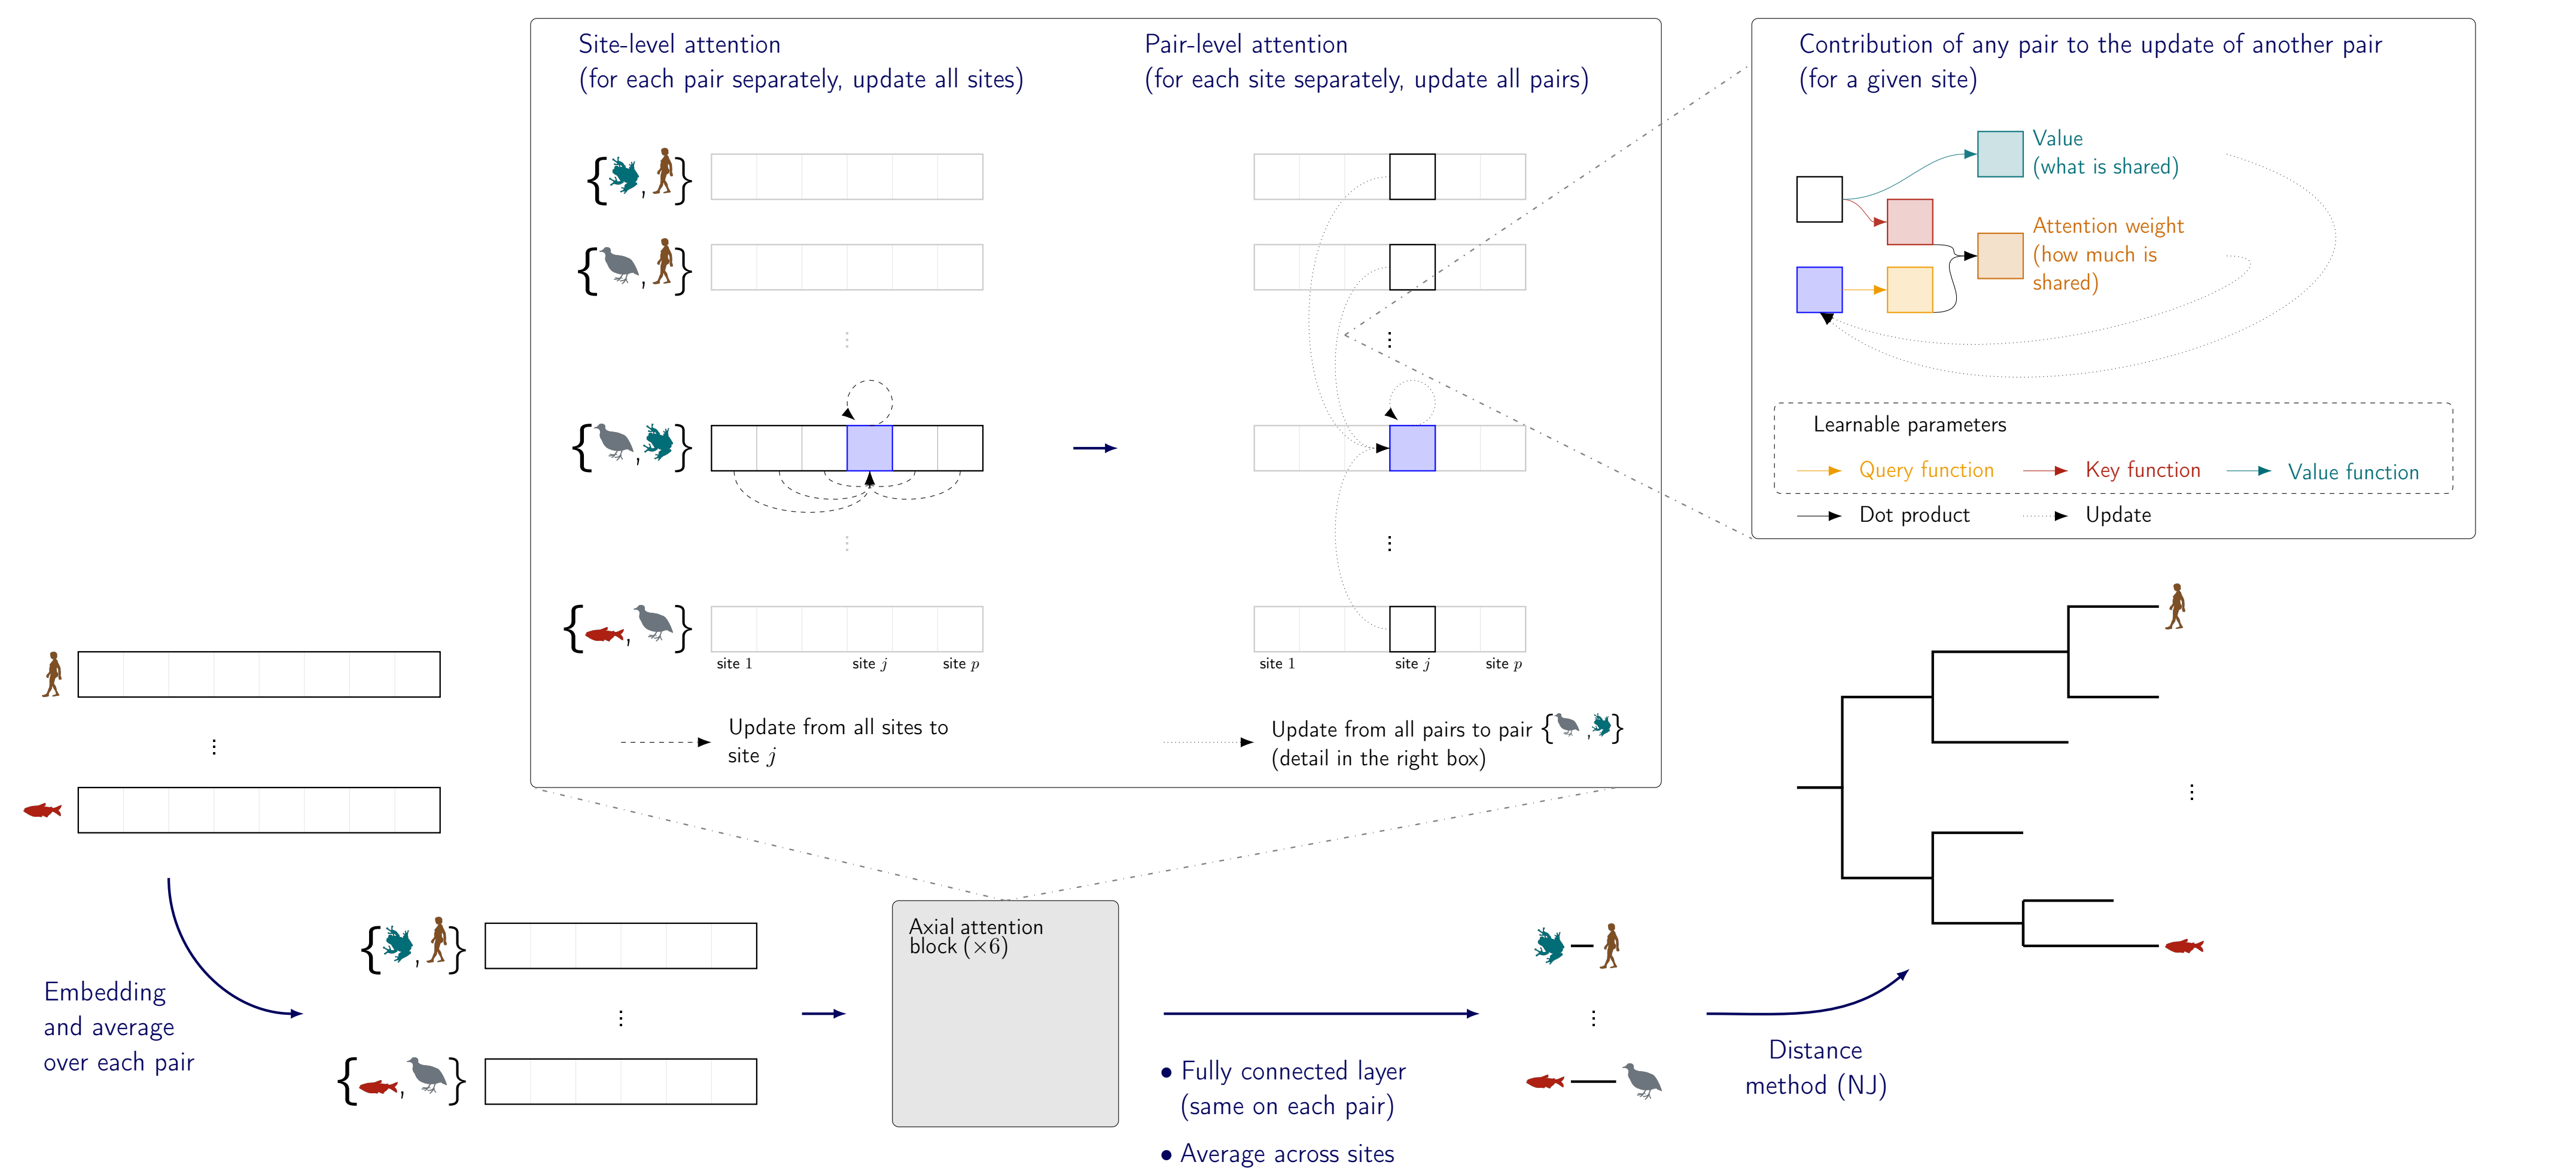 Site-level attention
(for each pair separately, update all sites)
Pair-level attention
(for each site separately, update all pairs)
{ , }
{ , }
⋮
⋮
{ , }
⋮
⋮
{ , }
site 1
site j
site p
site 1
site j
site p
Update from all sites to
site j
Update from all pairs to pair { , }
(detail in the right box)
Contribution of any pair to the update of another pair
(for a given site)
Value
(what is shared)
Attention weight
(how much is
shared)
Learnable parameters
Query function
Key function
Value function
Dot product
Update
⋮
Embedding
and average
over each pair
{ , }
⋮
{ , }
Axial attention
block (×6)
• Fully connected layer
(same on each pair)
• Average across sites
⋮
Distance
method (NJ)
⋮